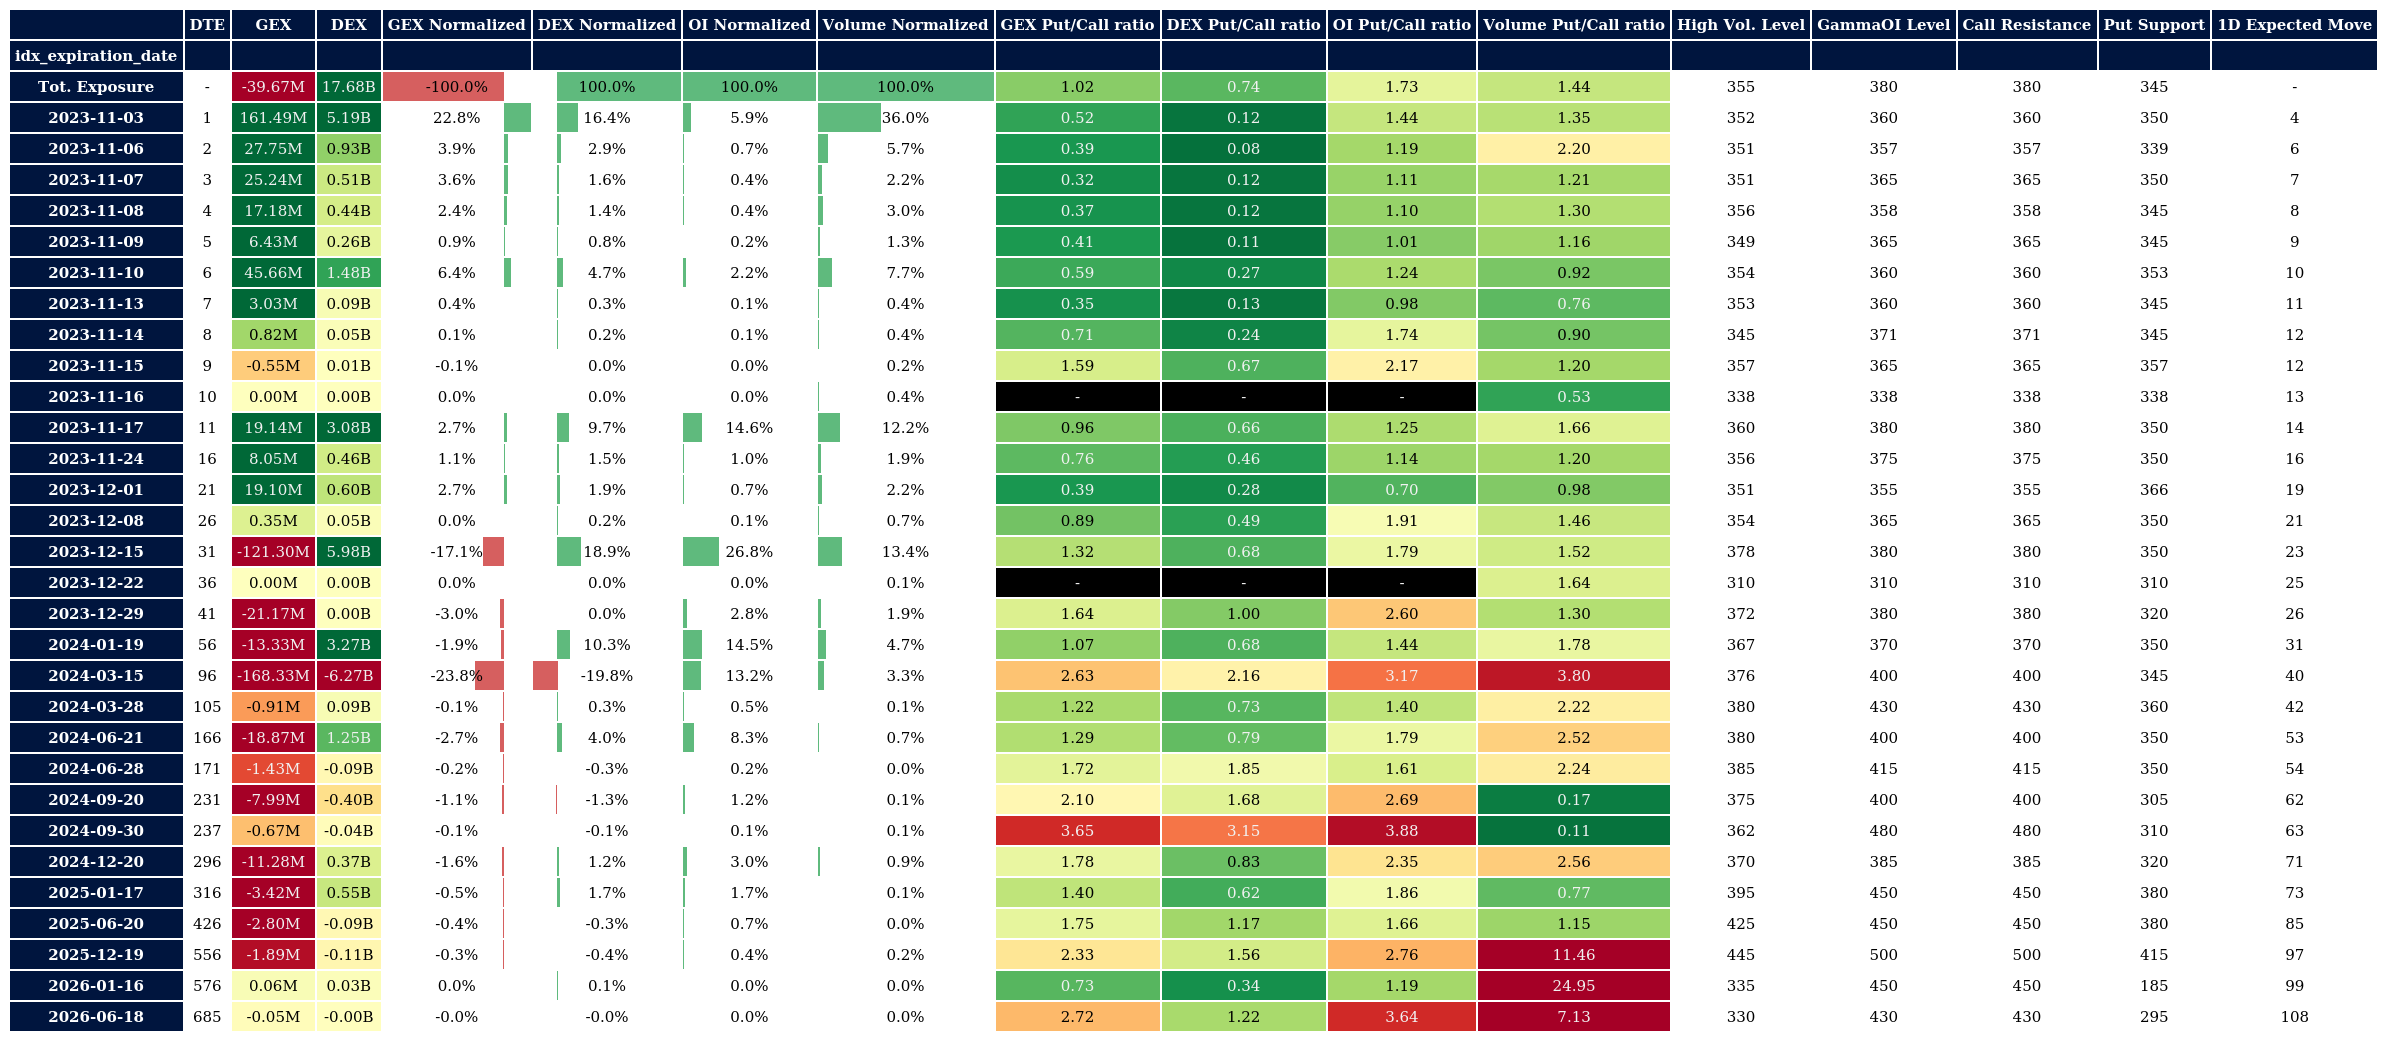 DTE GEX DEX GEX Normalized DEX Normalized OI Normalized Volume Normalized GEX Put/Call ratio DEX Put/Call ratio OI Put/Call ratio Volume Put/Call ratio High Vol. Level GammaOI Level Call Resistance Put Support 1D Expected Move
idx_expiration_date
Tot. Exposure - -39.67M 17.68B -100.0% 100.0% 100.0% 100.0% 1.02 0.74 1.73 1.44 355 380 380 345 -
2023-11-03 1 161.49M 5.19B 22.8% 16.4% 5.9% 36.0% 0.52 0.12 1.44 1.35 352 360 360 350 4
2023-11-06 2 27.75M 0.93B 3.9% 2.9% 0.7% 5.7% 0.39 0.08 1.19 2.20 351 357 357 339 6
2023-11-07 3 25.24M 0.51B 3.6% 1.6% 0.4% 2.2% 0.32 0.12 1.11 1.21 351 365 365 350 7
2023-11-08 4 17.18M 0.44B 2.4% 1.4% 0.4% 3.0% 0.37 0.12 1.10 1.30 356 358 358 345 8
2023-11-09 5 6.43M 0.26B 0.9% 0.8% 0.2% 1.3% 0.41 0.11 1.01 1.16 349 365 365 345 9
2023-11-10 6 45.66M 1.48B 6.4% 4.7% 2.2% 7.7% 0.59 0.27 1.24 0.92 354 360 360 353 10
2023-11-13 7 3.03M 0.09B 0.4% 0.3% 0.1% 0.4% 0.35 0.13 0.98 0.76 353 360 360 345 11
2023-11-14 8 0.82M 0.05B 0.1% 0.2% 0.1% 0.4% 0.71 0.24 1.74 0.90 345 371 371 345 12
2023-11-15 9 -0.55M 0.01B -0.1% 0.0% 0.0% 0.2% 1.59 0.67 2.17 1.20 357 365 365 357 12
2023-11-16 10 0.00M 0.00B 0.0% 0.0% 0.0% 0.4% - - - 0.53 338 338 338 338 13
2023-11-17 11 19.14M 3.08B 2.7% 9.7% 14.6% 12.2% 0.96 0.66 1.25 1.66 360 380 380 350 14
2023-11-24 16 8.05M 0.46B 1.1% 1.5% 1.0% 1.9% 0.76 0.46 1.14 1.20 356 375 375 350 16
2023-12-01 21 19.10M 0.60B 2.7% 1.9% 0.7% 2.2% 0.39 0.28 0.70 0.98 351 355 355 366 19
2023-12-08 26 0.35M 0.05B 0.0% 0.2% 0.1% 0.7% 0.89 0.49 1.91 1.46 354 365 365 350 21
2023-12-15 31 -121.30M 5.98B -17.1% 18.9% 26.8% 13.4% 1.32 0.68 1.79 1.52 378 380 380 350 23
2023-12-22 36 0.00M 0.00B 0.0% 0.0% 0.0% 0.1% - - - 1.64 310 310 310 310 25
2023-12-29 41 -21.17M 0.00B -3.0% 0.0% 2.8% 1.9% 1.64 1.00 2.60 1.30 372 380 380 320 26
2024-01-19 56 -13.33M 3.27B -1.9% 10.3% 14.5% 4.7% 1.07 0.68 1.44 1.78 367 370 370 350 31
2024-03-15 96 -168.33M -6.27B -23.8% -19.8% 13.2% 3.3% 2.63 2.16 3.17 3.80 376 400 400 345 40
2024-03-28 105 -0.91M 0.09B -0.1% 0.3% 0.5% 0.1% 1.22 0.73 1.40 2.22 380 430 430 360 42
2024-06-21 166 -18.87M 1.25B -2.7% 4.0% 8.3% 0.7% 1.29 0.79 1.79 2.52 380 400 400 350 53
2024-06-28 171 -1.43M -0.09B -0.2% -0.3% 0.2% 0.0% 1.72 1.85 1.61 2.24 385 415 415 350 54
2024-09-20 231 -7.99M -0.40B -1.1% -1.3% 1.2% 0.1% 2.10 1.68 2.69 0.17 375 400 400 305 62
2024-09-30 237 -0.67M -0.04B -0.1% -0.1% 0.1% 0.1% 3.65 3.15 3.88 0.11 362 480 480 310 63
2024-12-20 296 -11.28M 0.37B -1.6% 1.2% 3.0% 0.9% 1.78 0.83 2.35 2.56 370 385 385 320 71
2025-01-17 316 -3.42M 0.55B -0.5% 1.7% 1.7% 0.1% 1.40 0.62 1.86 0.77 395 450 450 380 73
2025-06-20 426 -2.80M -0.09B -0.4% -0.3% 0.7% 0.0% 1.75 1.17 1.66 1.15 425 450 450 380 85
2025-12-19 556 -1.89M -0.11B -0.3% -0.4% 0.4% 0.2% 2.33 1.56 2.76 11.46 445 500 500 415 97
2026-01-16 576 0.06M 0.03B 0.0% 0.1% 0.0% 0.0% 0.73 0.34 1.19 24.95 335 450 450 185 99
2026-06-18 685 -0.05M -0.00B -0.0% -0.0% 0.0% 0.0% 2.72 1.22 3.64 7.13 330 430 430 295 108